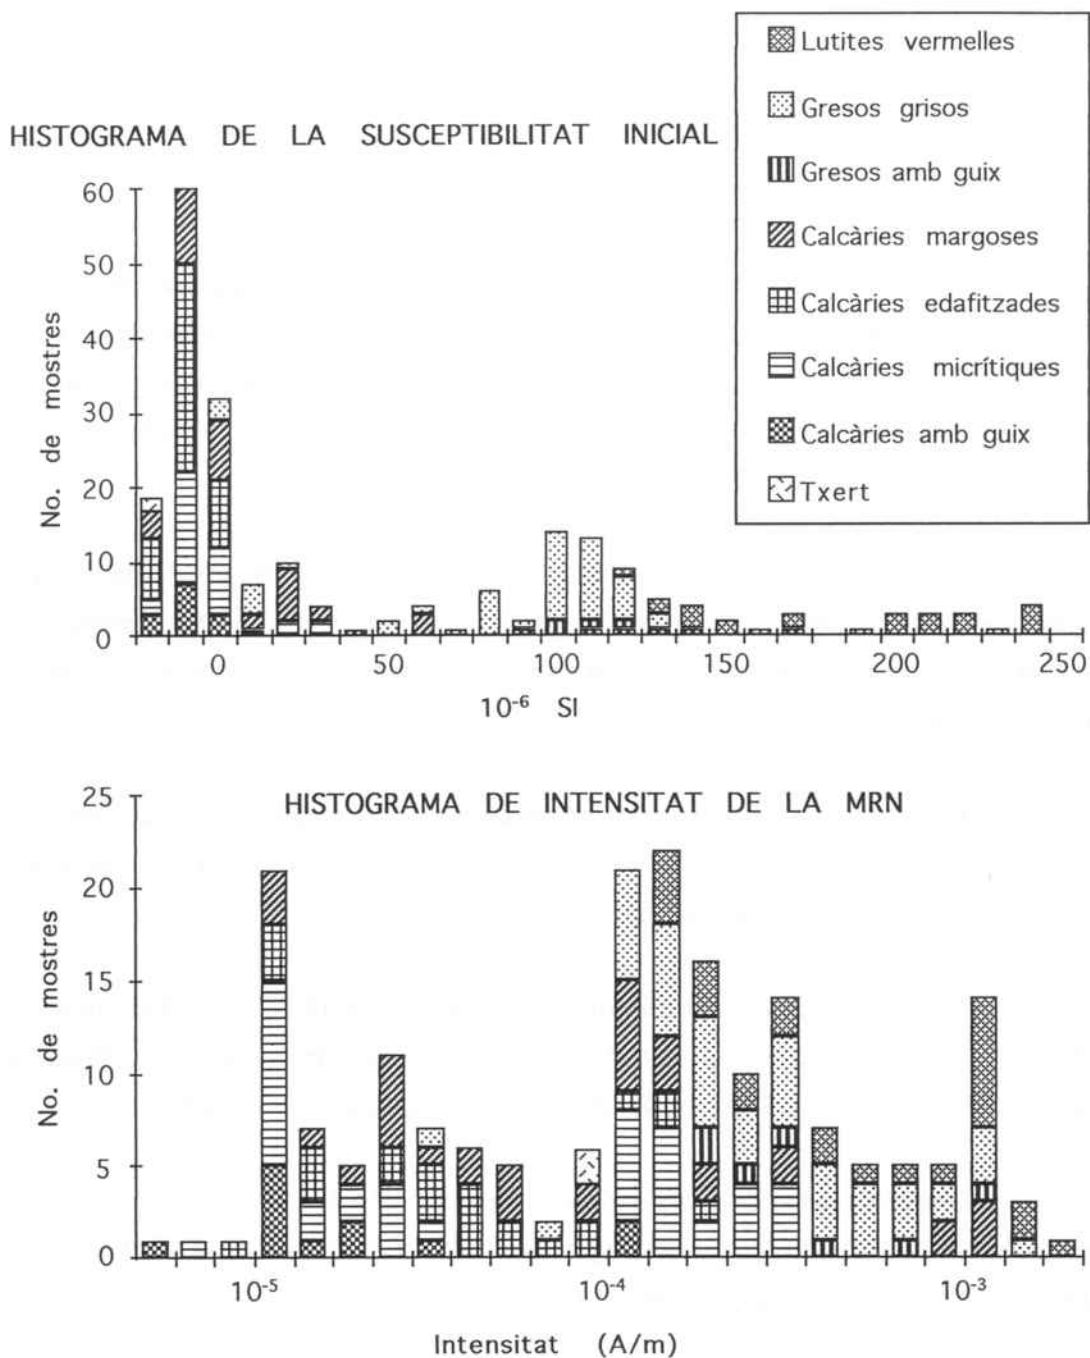 Lutites vermelles
Gresos grisos
Gresos amb guix
Calcàries margoses
Calcàries edafitzades
Calcàries micrítiques
Calcàries amb guix
Txert
HISTOGRAMA DE LA SUSCEPTIBILITAT INICIAL
No. de mostres
60
50
40
30
20
10
0
0 50 100 150 200 250
10⁻⁶ SI
HISTOGRAMA DE INTENSITAT DE LA MRN
No. de mostres
25
20
15
10
5
0
10⁻⁵ 10⁻⁴ 10⁻³
Intensitat (A/m)